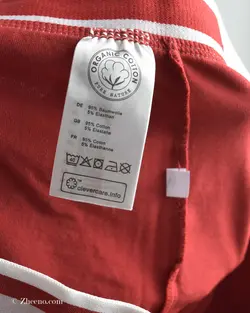 ORGANIC COTTON
PURE NATURE
DE 95% Baumwolle
5% Elasthan
GB 95% Cotton
5% Elastane
FR 95% Coton
5% Elasthanne
clevercare.info
© Zheeno.com